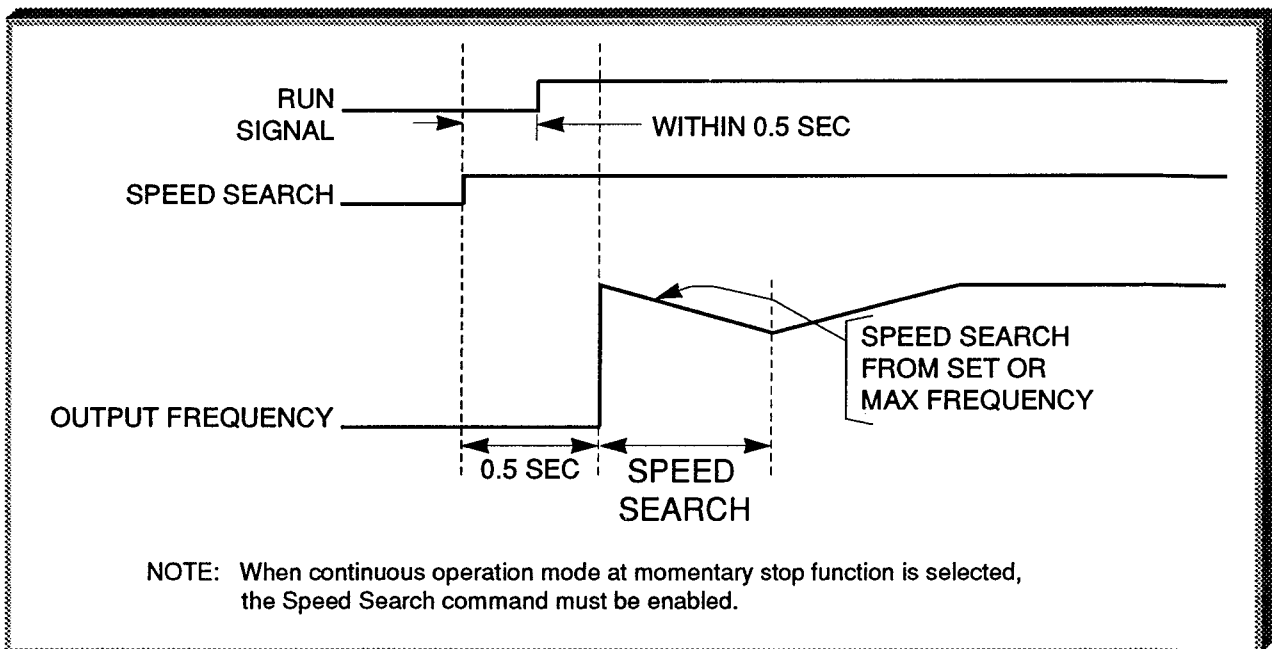 RUN
SIGNAL
WITHIN 0.5 SEC
SPEED SEARCH
SPEED SEARCH
FROM SET OR
MAX FREQUENCY
OUTPUT FREQUENCY
0.5 SEC
SPEED
SEARCH
NOTE: When continuous operation mode at momentary stop function is selected,
the Speed Search command must be enabled.